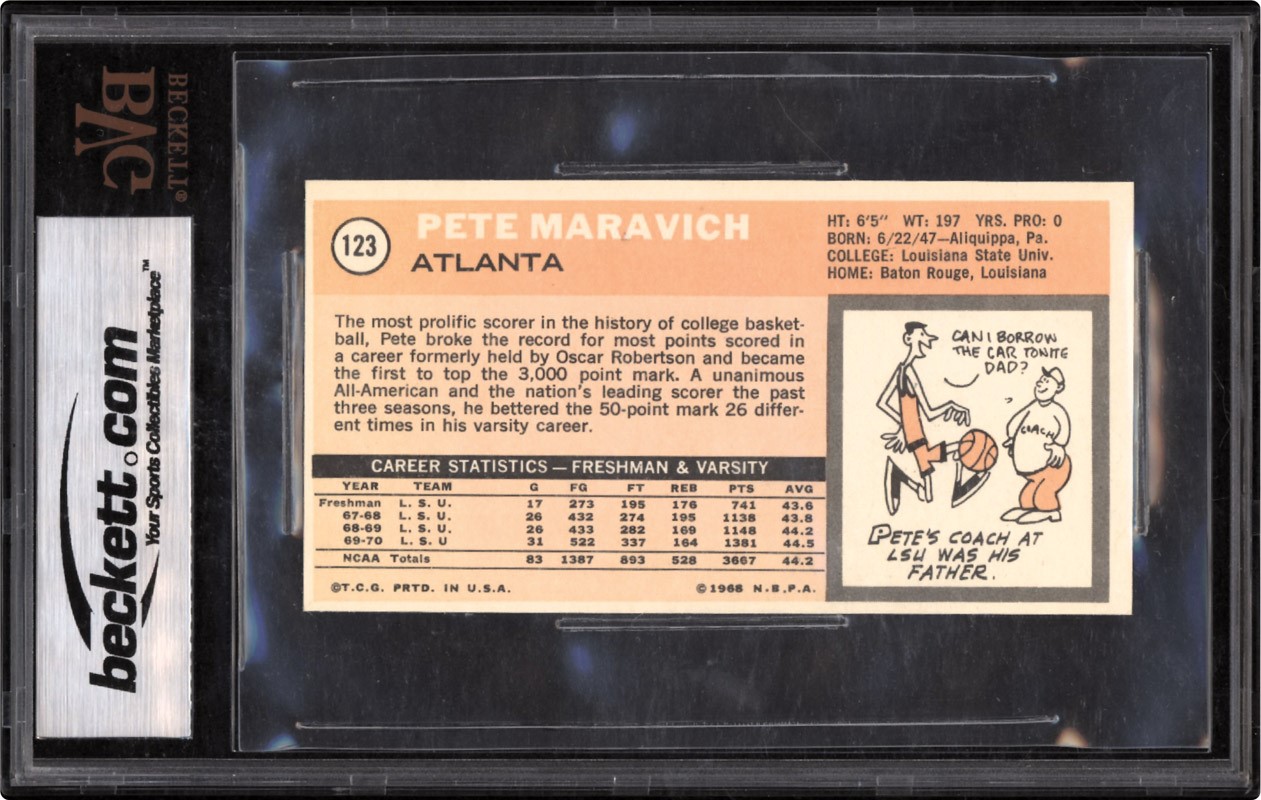 BECKETT®
BVG
beckett.com™
Your Sports Collectibles Marketplace
123
PETE MARAVICH
ATLANTA
HT: 6'5" WT: 197 YRS. PRO: 0
BORN: 6/22/47—Aliquippa, Pa.
COLLEGE: Louisiana State Univ.
HOME: Baton Rouge, Louisiana
The most prolific scorer in the history of college basket-
ball, Pete broke the record for most points scored in
a career formerly held by Oscar Robertson and became
the first to top the 3,000 point mark. A unanimous
All-American and the nation's leading scorer the past
three seasons, he bettered the 50-point mark 26 differ-
ent times in his varsity career.
CAREER STATISTICS — FRESHMAN & VARSITY
YEAR TEAM G FG FT REB PTS AVG
Freshman L. S. U. 17 273 195 176 741 43.6
67-68 L. S. U. 26 432 274 195 1138 43.8
68-69 L. S. U. 26 433 282 169 1148 44.2
69-70 L. S. U 31 522 337 164 1381 44.5
NCAA Totals 83 1387 893 528 3667 44.2
©T.C.G. PRTD. IN U.S.A. ©1968 N.B.P.A.
CAN I BORROW
THE CAR TONITE
DAD?
?
COACH
PETE'S COACH AT
LSU WAS HIS
FATHER.